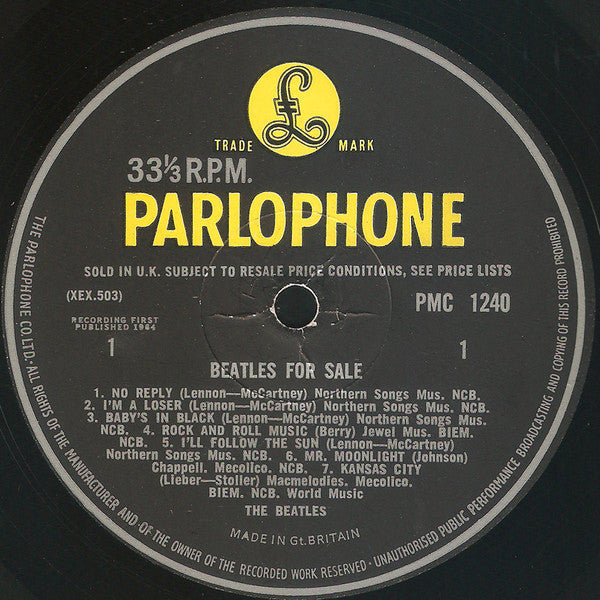 £
TRADE MARK
33⅓ R.P.M.
PARLOPHONE
SOLD IN U.K. SUBJECT TO RESALE PRICE CONDITIONS, SEE PRICE LISTS
(XEX.503)
PMC 1240
RECORDING FIRST
PUBLISHED 1964
1
1
BEATLES FOR SALE
1. NO REPLY (Lennon—McCartney) Northern Songs Mus. NCB.
2. I'M A LOSER (Lennon—McCartney) Northern Songs Mus. NCB.
3. BABY'S IN BLACK (Lennon—McCartney) Northern Songs Mus.
NCB. 4. ROCK AND ROLL MUSIC (Berry) Jewel Mus. BIEM.
NCB. 5. I'LL FOLLOW THE SUN (Lennon—McCartney)
Northern Songs Mus. NCB. 6. MR. MOONLIGHT (Johnson)
Chappell. Mecolico. NCB. 7. KANSAS CITY
(Lieber—Stoller) Macmelodies. Mecolico.
BIEM. NCB. World Music
THE BEATLES
MADE IN Gt. BRITAIN
THE PARLOPHONE CO. LTD. ALL RIGHTS OF THE MANUFACTURER AND OF THE OWNER OF THE RECORDED WORK RESERVED · UNAUTHORISED PUBLIC PERFORMANCE BROADCASTING AND COPYING OF THIS RECORD PROHIBITED